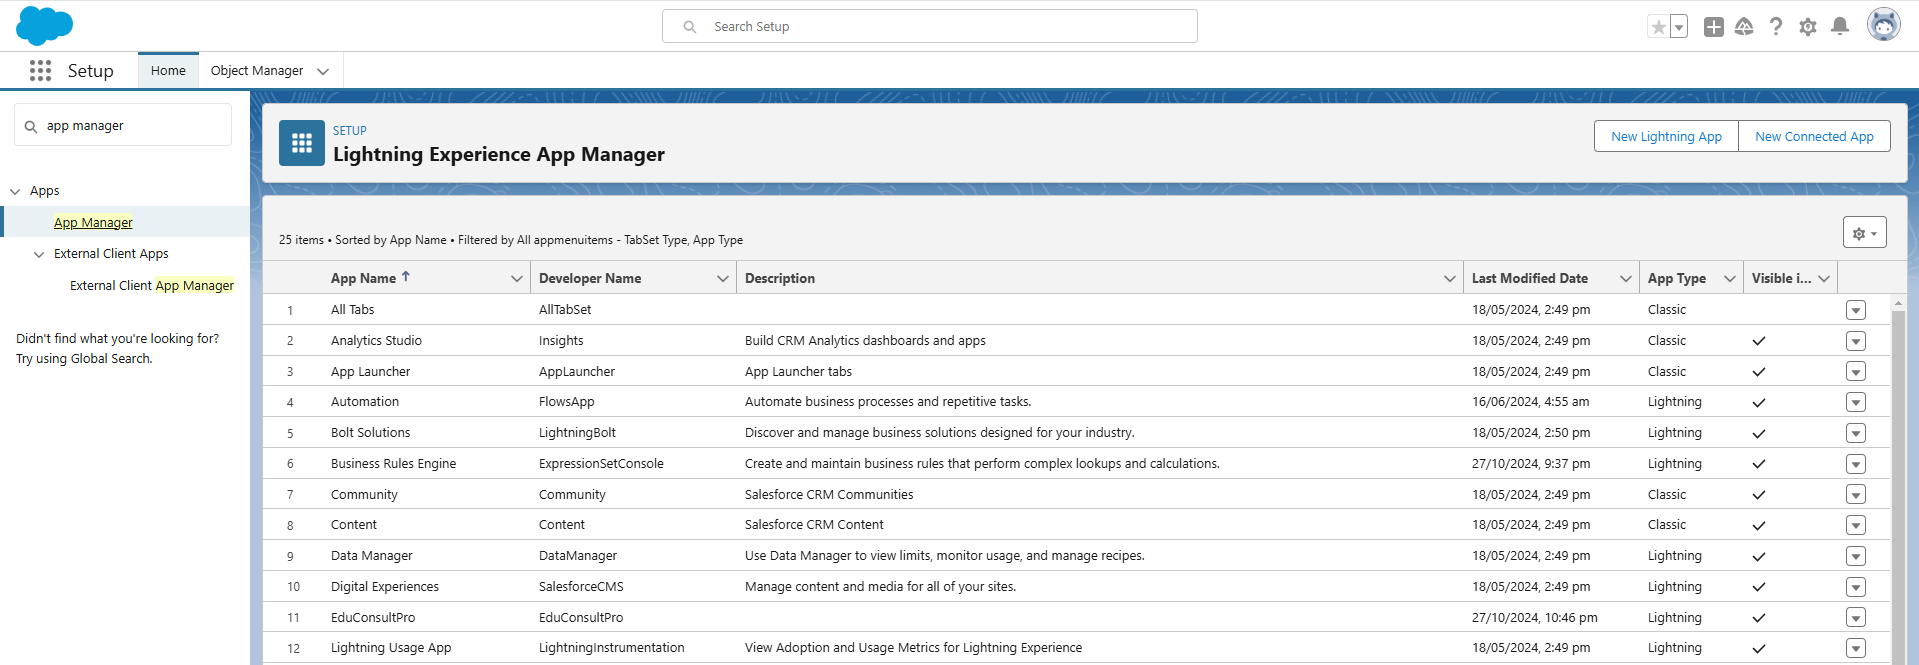 Search Setup
Setup
Home
Object Manager
app manager
Apps
App Manager
External Client Apps
External Client App Manager
Didn't find what you're looking for?
Try using Global Search.
SETUP
Lightning Experience App Manager
New Lightning App
New Connected App
25 items • Sorted by App Name • Filtered by All appmenuitems - TabSet Type, App Type
App Name Developer Name Description Last Modified Date App Type Visible i...
1 All Tabs AllTabSet 18/05/2024, 2:49 pm Classic
2 Analytics Studio Insights Build CRM Analytics dashboards and apps 18/05/2024, 2:49 pm Classic
3 App Launcher AppLauncher App Launcher tabs 18/05/2024, 2:49 pm Classic
4 Automation FlowsApp Automate business processes and repetitive tasks. 16/06/2024, 4:55 am Lightning
5 Bolt Solutions LightningBolt Discover and manage business solutions designed for your industry. 18/05/2024, 2:50 pm Lightning
6 Business Rules Engine ExpressionSetConsole Create and maintain business rules that perform complex lookups and calculations. 27/10/2024, 9:37 pm Lightning
7 Community Community Salesforce CRM Communities 18/05/2024, 2:49 pm Classic
8 Content Content Salesforce CRM Content 18/05/2024, 2:49 pm Classic
9 Data Manager DataManager Use Data Manager to view limits, monitor usage, and manage recipes. 18/05/2024, 2:49 pm Lightning
10 Digital Experiences SalesforceCMS Manage content and media for all of your sites. 18/05/2024, 2:49 pm Lightning
11 EduConsultPro EduConsultPro 27/10/2024, 10:46 pm Lightning
12 Lightning Usage App LightningInstrumentation View Adoption and Usage Metrics for Lightning Experience 18/05/2024, 2:49 pm Lightning